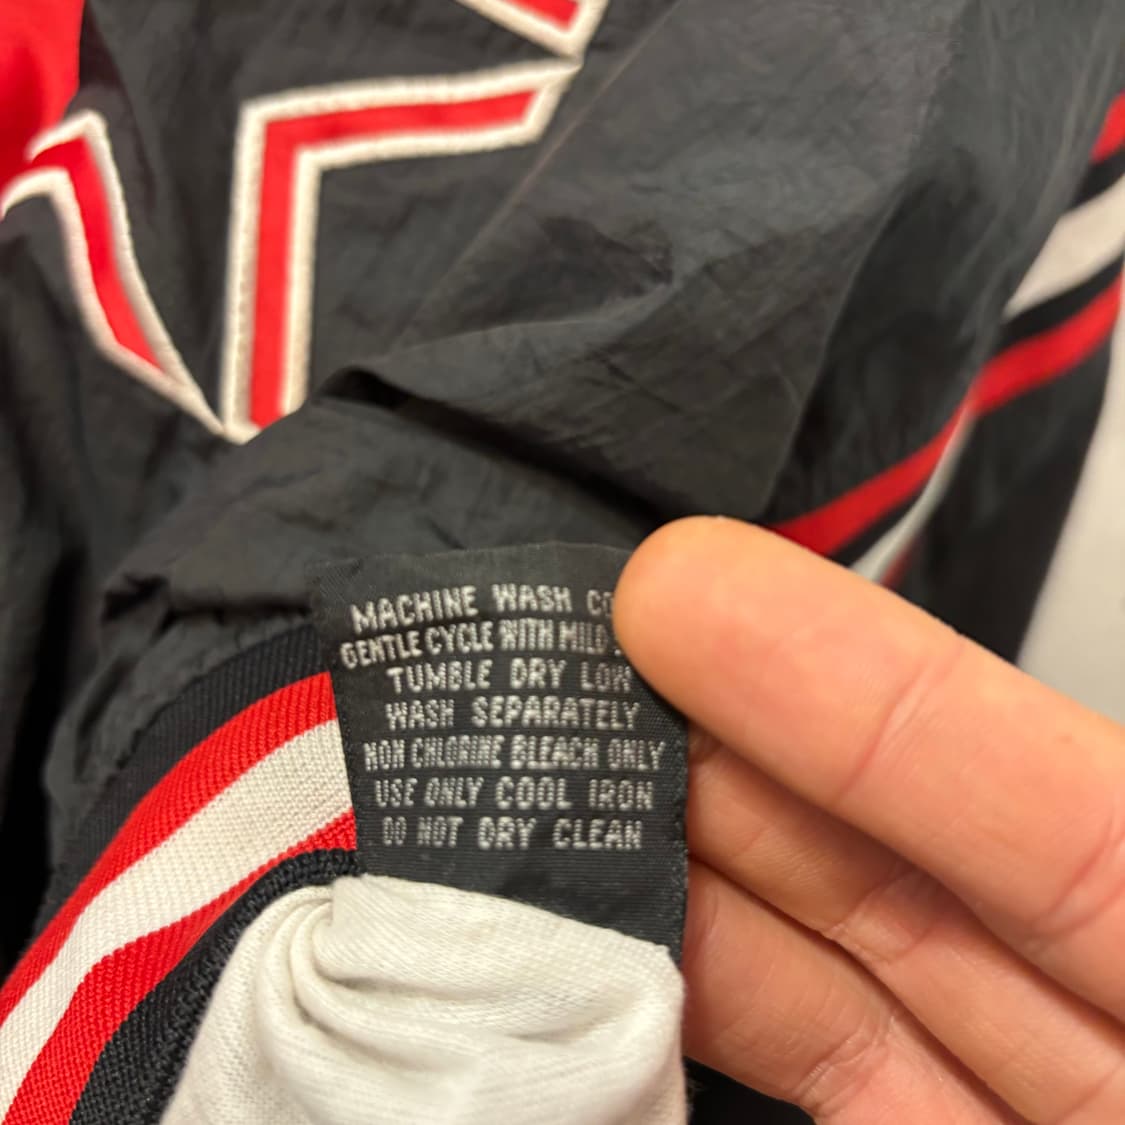 MACHINE WASH CO
GENTLE CYCLE WITH MILD
TUMBLE DRY LOW
WASH SEPARATELY
NON CHLORINE BLEACH ONLY
USE ONLY COOL IRON
DO NOT DRY CLEAN